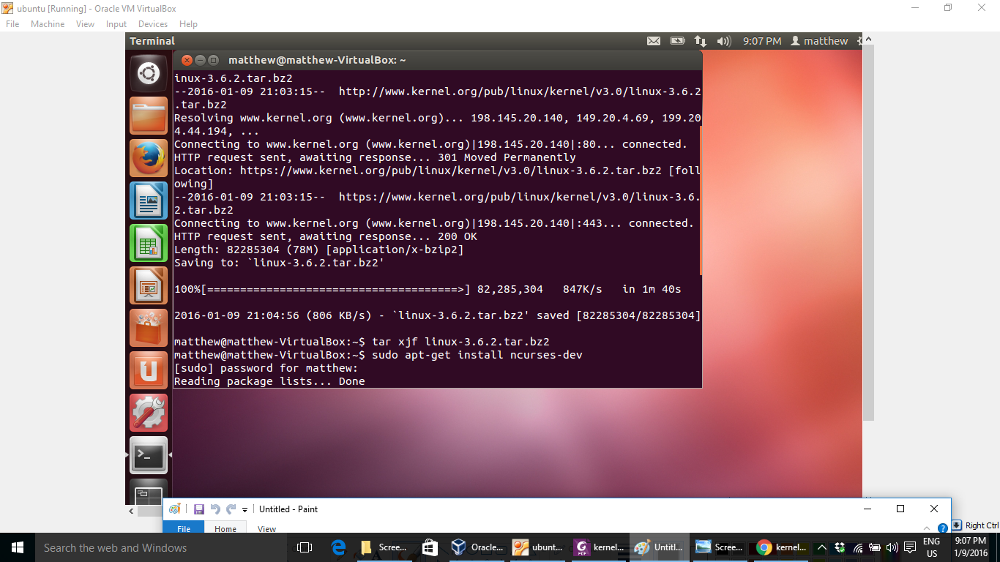 ubuntu [Running] - Oracle VM VirtualBox
File Machine View Input Devices Help
Terminal 9:07 PM matthew
matthew@matthew-VirtualBox: ~
inux-3.6.2.tar.bz2
--2016-01-09 21:03:15-- http://www.kernel.org/pub/linux/kernel/v3.0/linux-3.6.2
.tar.bz2
Resolving www.kernel.org (www.kernel.org)... 198.145.20.140, 149.20.4.69, 199.20
4.44.194, ...
Connecting to www.kernel.org (www.kernel.org)|198.145.20.140|:80... connected.
HTTP request sent, awaiting response... 301 Moved Permanently
Location: https://www.kernel.org/pub/linux/kernel/v3.0/linux-3.6.2.tar.bz2 [foll
owing]
--2016-01-09 21:03:15-- https://www.kernel.org/pub/linux/kernel/v3.0/linux-3.6.
2.tar.bz2
Connecting to www.kernel.org (www.kernel.org)|198.145.20.140|:443... connected.
HTTP request sent, awaiting response... 200 OK
Length: 82285304 (78M) [application/x-bzip2]
Saving to: `linux-3.6.2.tar.bz2'
100%[======================================>] 82,285,304 847K/s in 1m 40s
2016-01-09 21:04:56 (806 KB/s) - `linux-3.6.2.tar.bz2' saved [82285304/82285304]
matthew@matthew-VirtualBox:~$ tar xjf linux-3.6.2.tar.bz2
matthew@matthew-VirtualBox:~$ sudo apt-get install ncurses-dev
[sudo] password for matthew:
Reading package lists... Done
Untitled - Paint
File Home View
Right Ctrl
Search the web and Windows
Scree... Oracle... ubunt... kernel... Untitl... Scree... kernel...
ENG
US
9:07 PM
1/9/2016